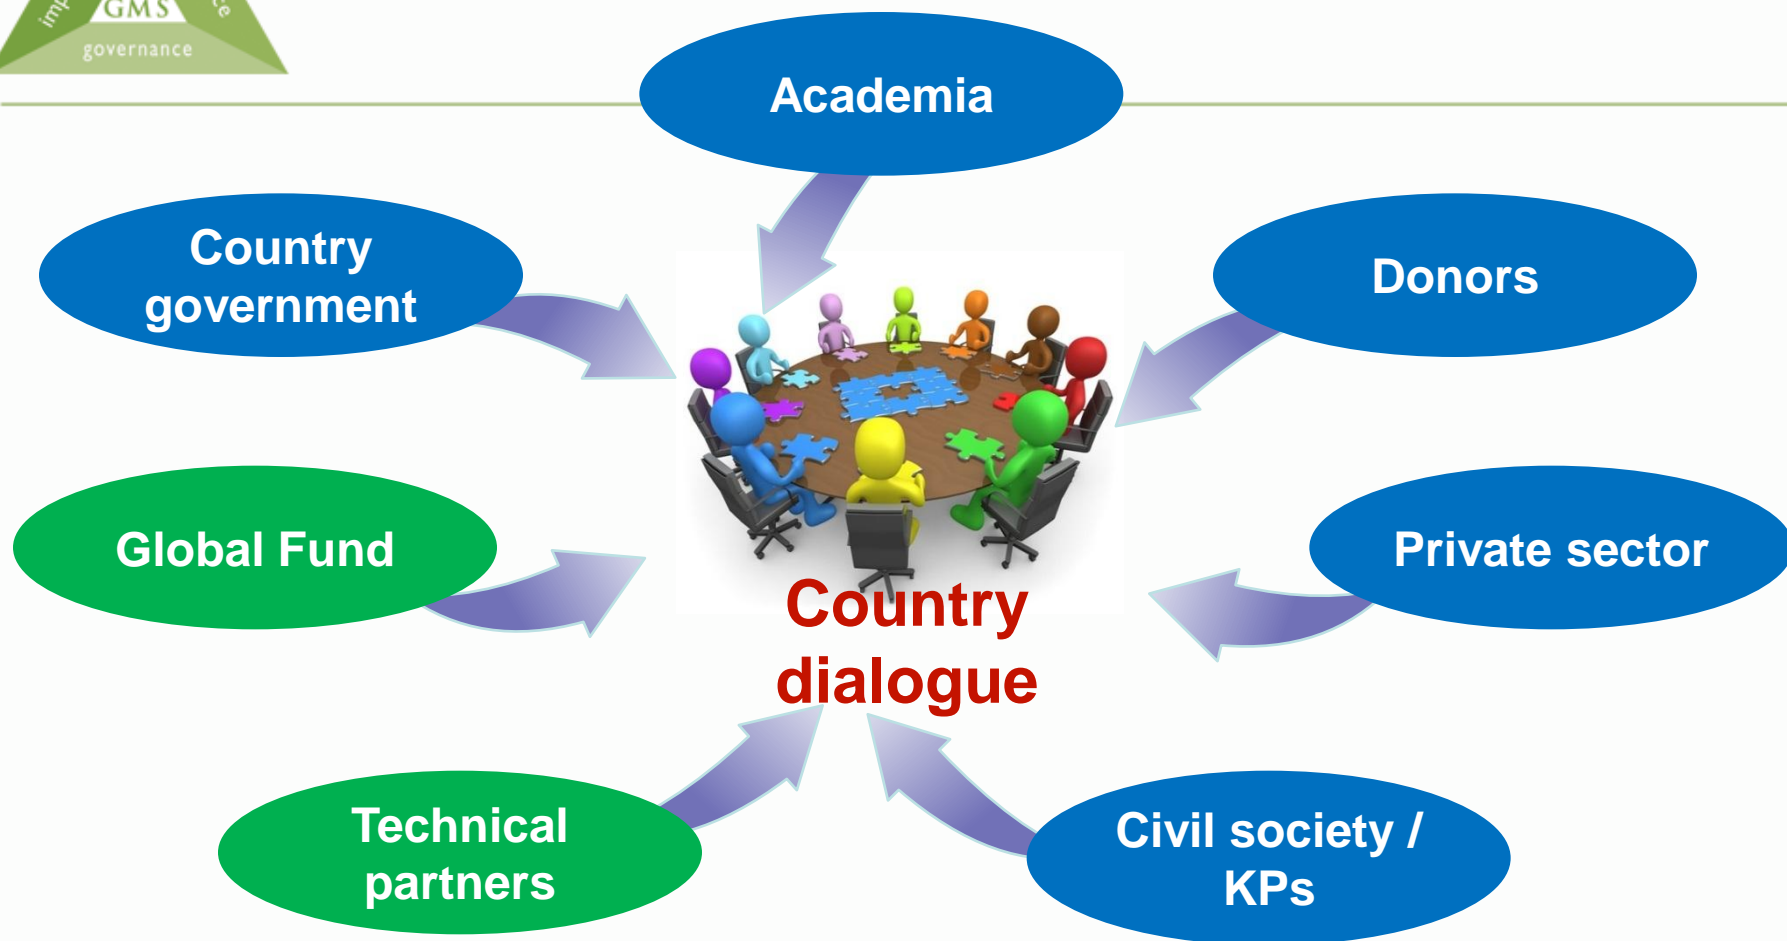 GMS
governance
Academia
Country
government
Donors
Global Fund
Private sector
Country
dialogue
Technical
partners
Civil society /
KPs